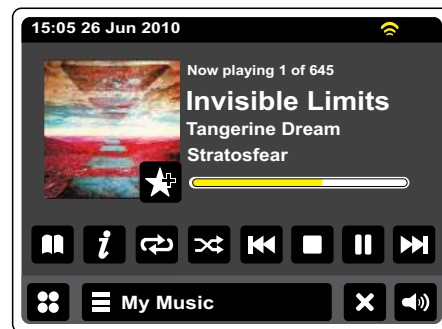 15:05 26 Jun 2010
Now playing 1 of 645
Invisible Limits
Tangerine Dream
Stratosfear
i
My Music